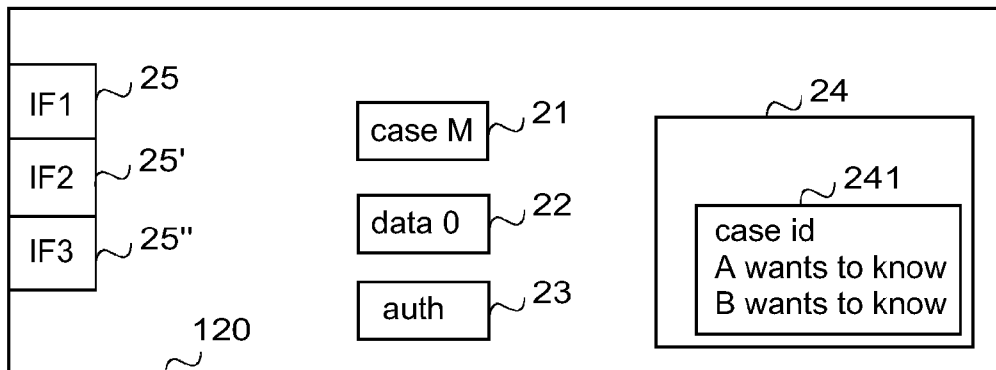 IF1
25
IF2
25'
IF3
25"
120
case M
21
data 0
22
auth
23
24
241
case id
A wants to know
B wants to know